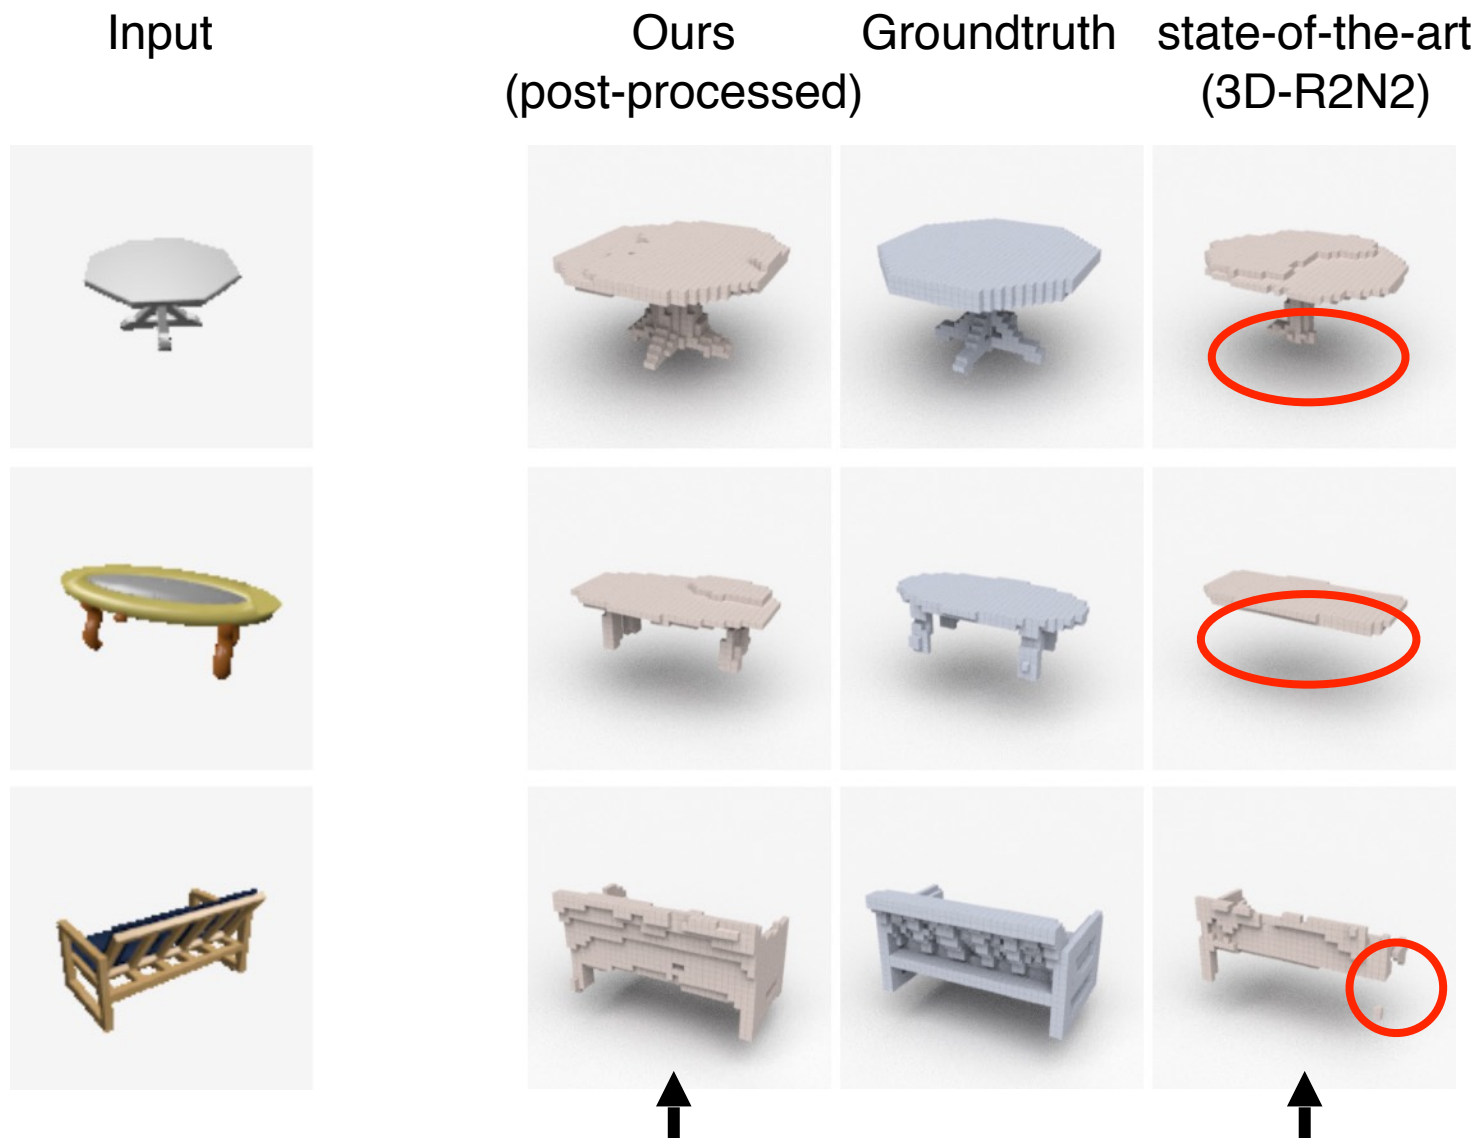 Input
Ours
(post-processed)
Groundtruth
state-of-the-art
(3D-R2N2)